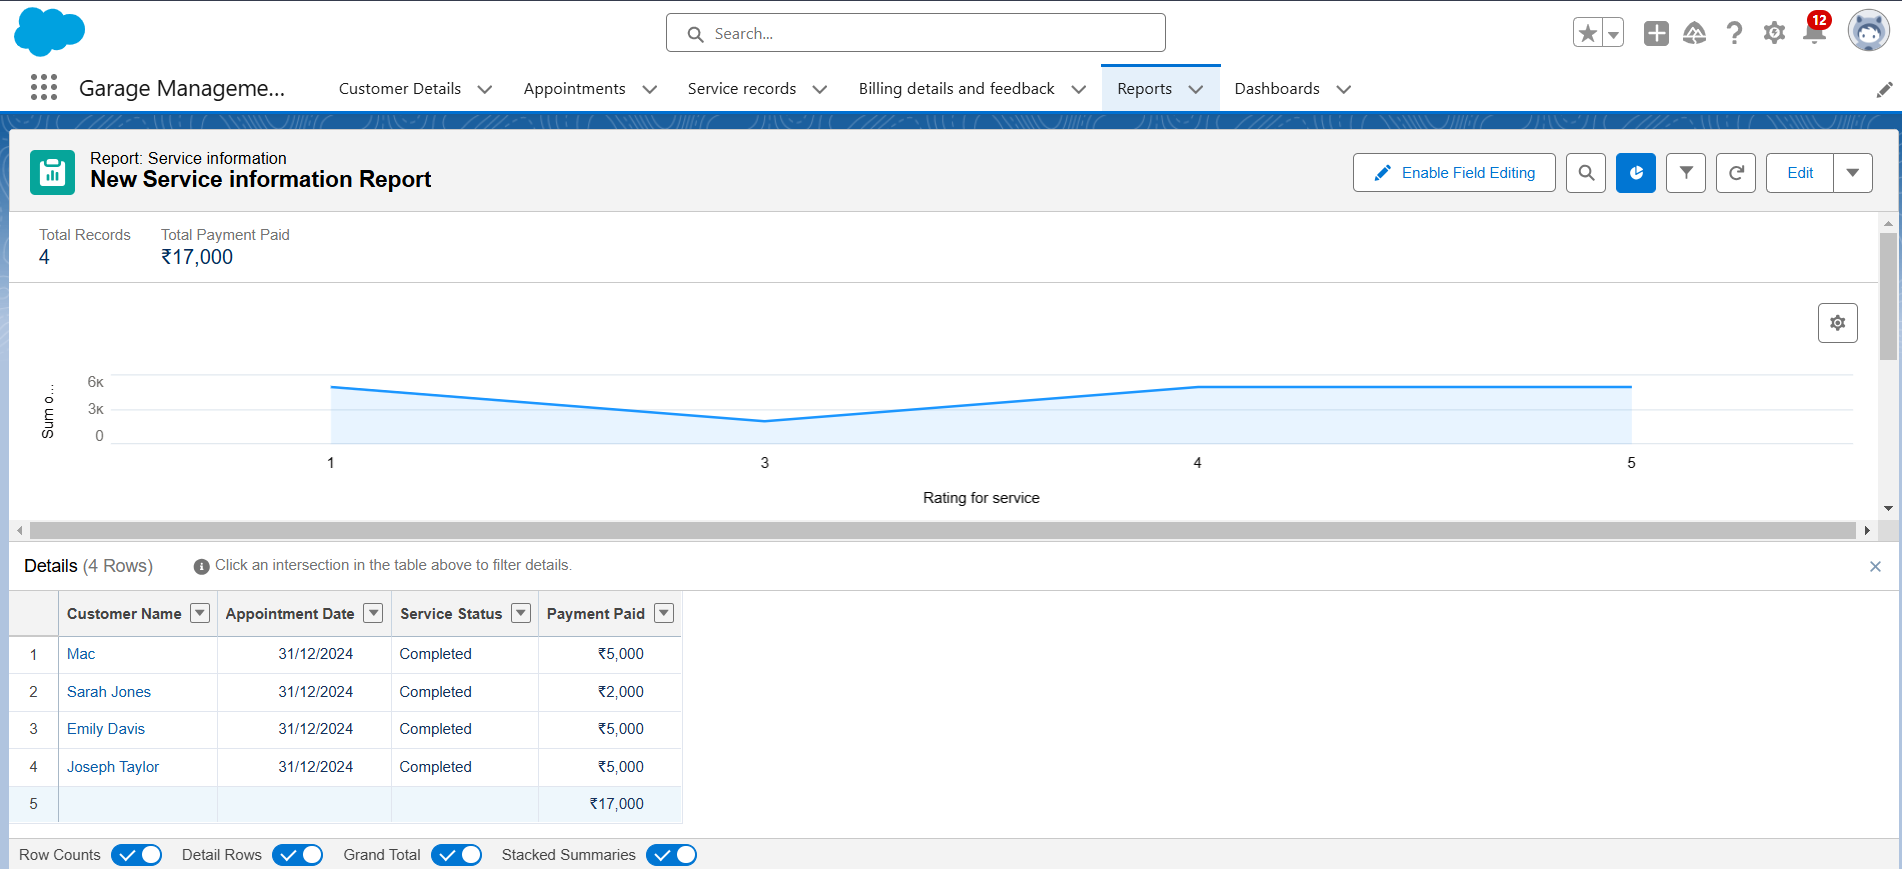 Search...
12
Garage Manageme...
Customer Details
Appointments
Service records
Billing details and feedback
Reports
Dashboards
Report: Service information
New Service information Report
Enable Field Editing
Edit
Total Records
Total Payment Paid
4
₹17,000
Sum o...
6K
3K
0
1
3
4
5
Rating for service
Details (4 Rows)
Click an intersection in the table above to filter details.
Customer Name
Appointment Date
Service Status
Payment Paid
1 Mac 31/12/2024 Completed ₹5,000
2 Sarah Jones 31/12/2024 Completed ₹2,000
3 Emily Davis 31/12/2024 Completed ₹5,000
4 Joseph Taylor 31/12/2024 Completed ₹5,000
5 ₹17,000
Row Counts
Detail Rows
Grand Total
Stacked Summaries